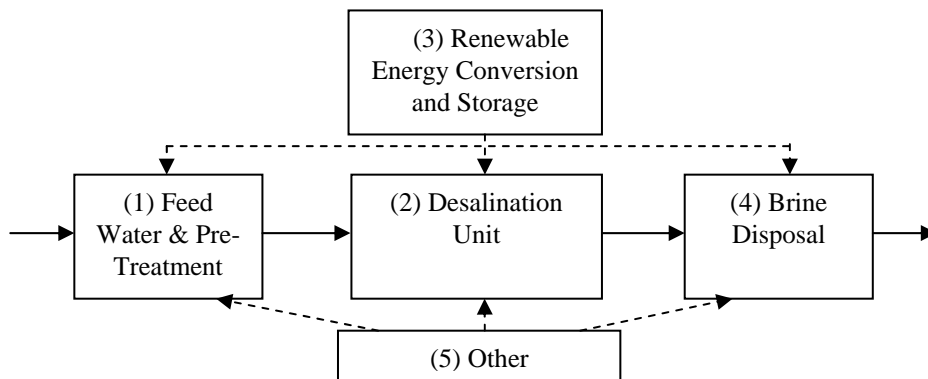 (3) Renewable
Energy Conversion
and Storage
(1) Feed
Water & Pre-
Treatment
(2) Desalination
Unit
(4) Brine
Disposal
(5) Other